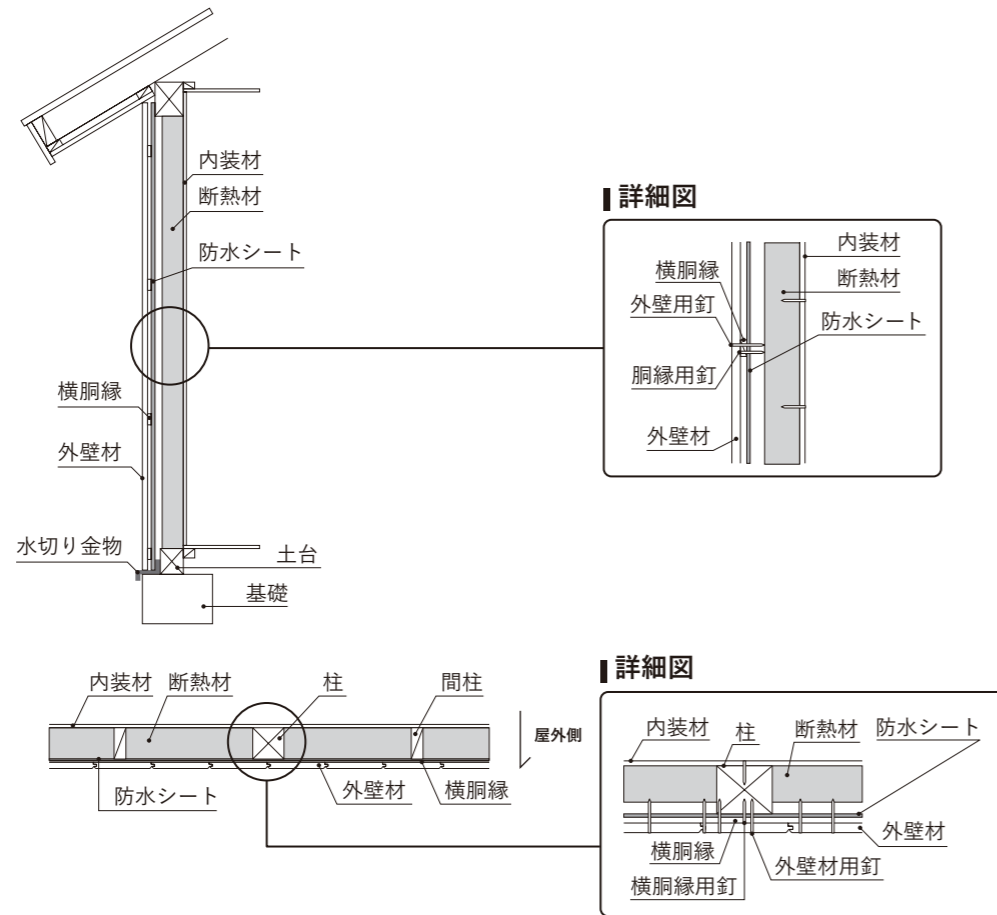 内装材
断熱材
防水シート
横胴縁
外壁材
水切り金物
土台
基礎
詳細図
内装材
横胴縁
断熱材
外壁用釘
防水シート
胴縁用釘
外壁材
内装材
断熱材
柱
間柱
屋外側
防水シート
外壁材
横胴縁
詳細図
内装材
柱
断熱材
防水シート
外壁材
横胴縁
外壁材用釘
横胴縁用釘